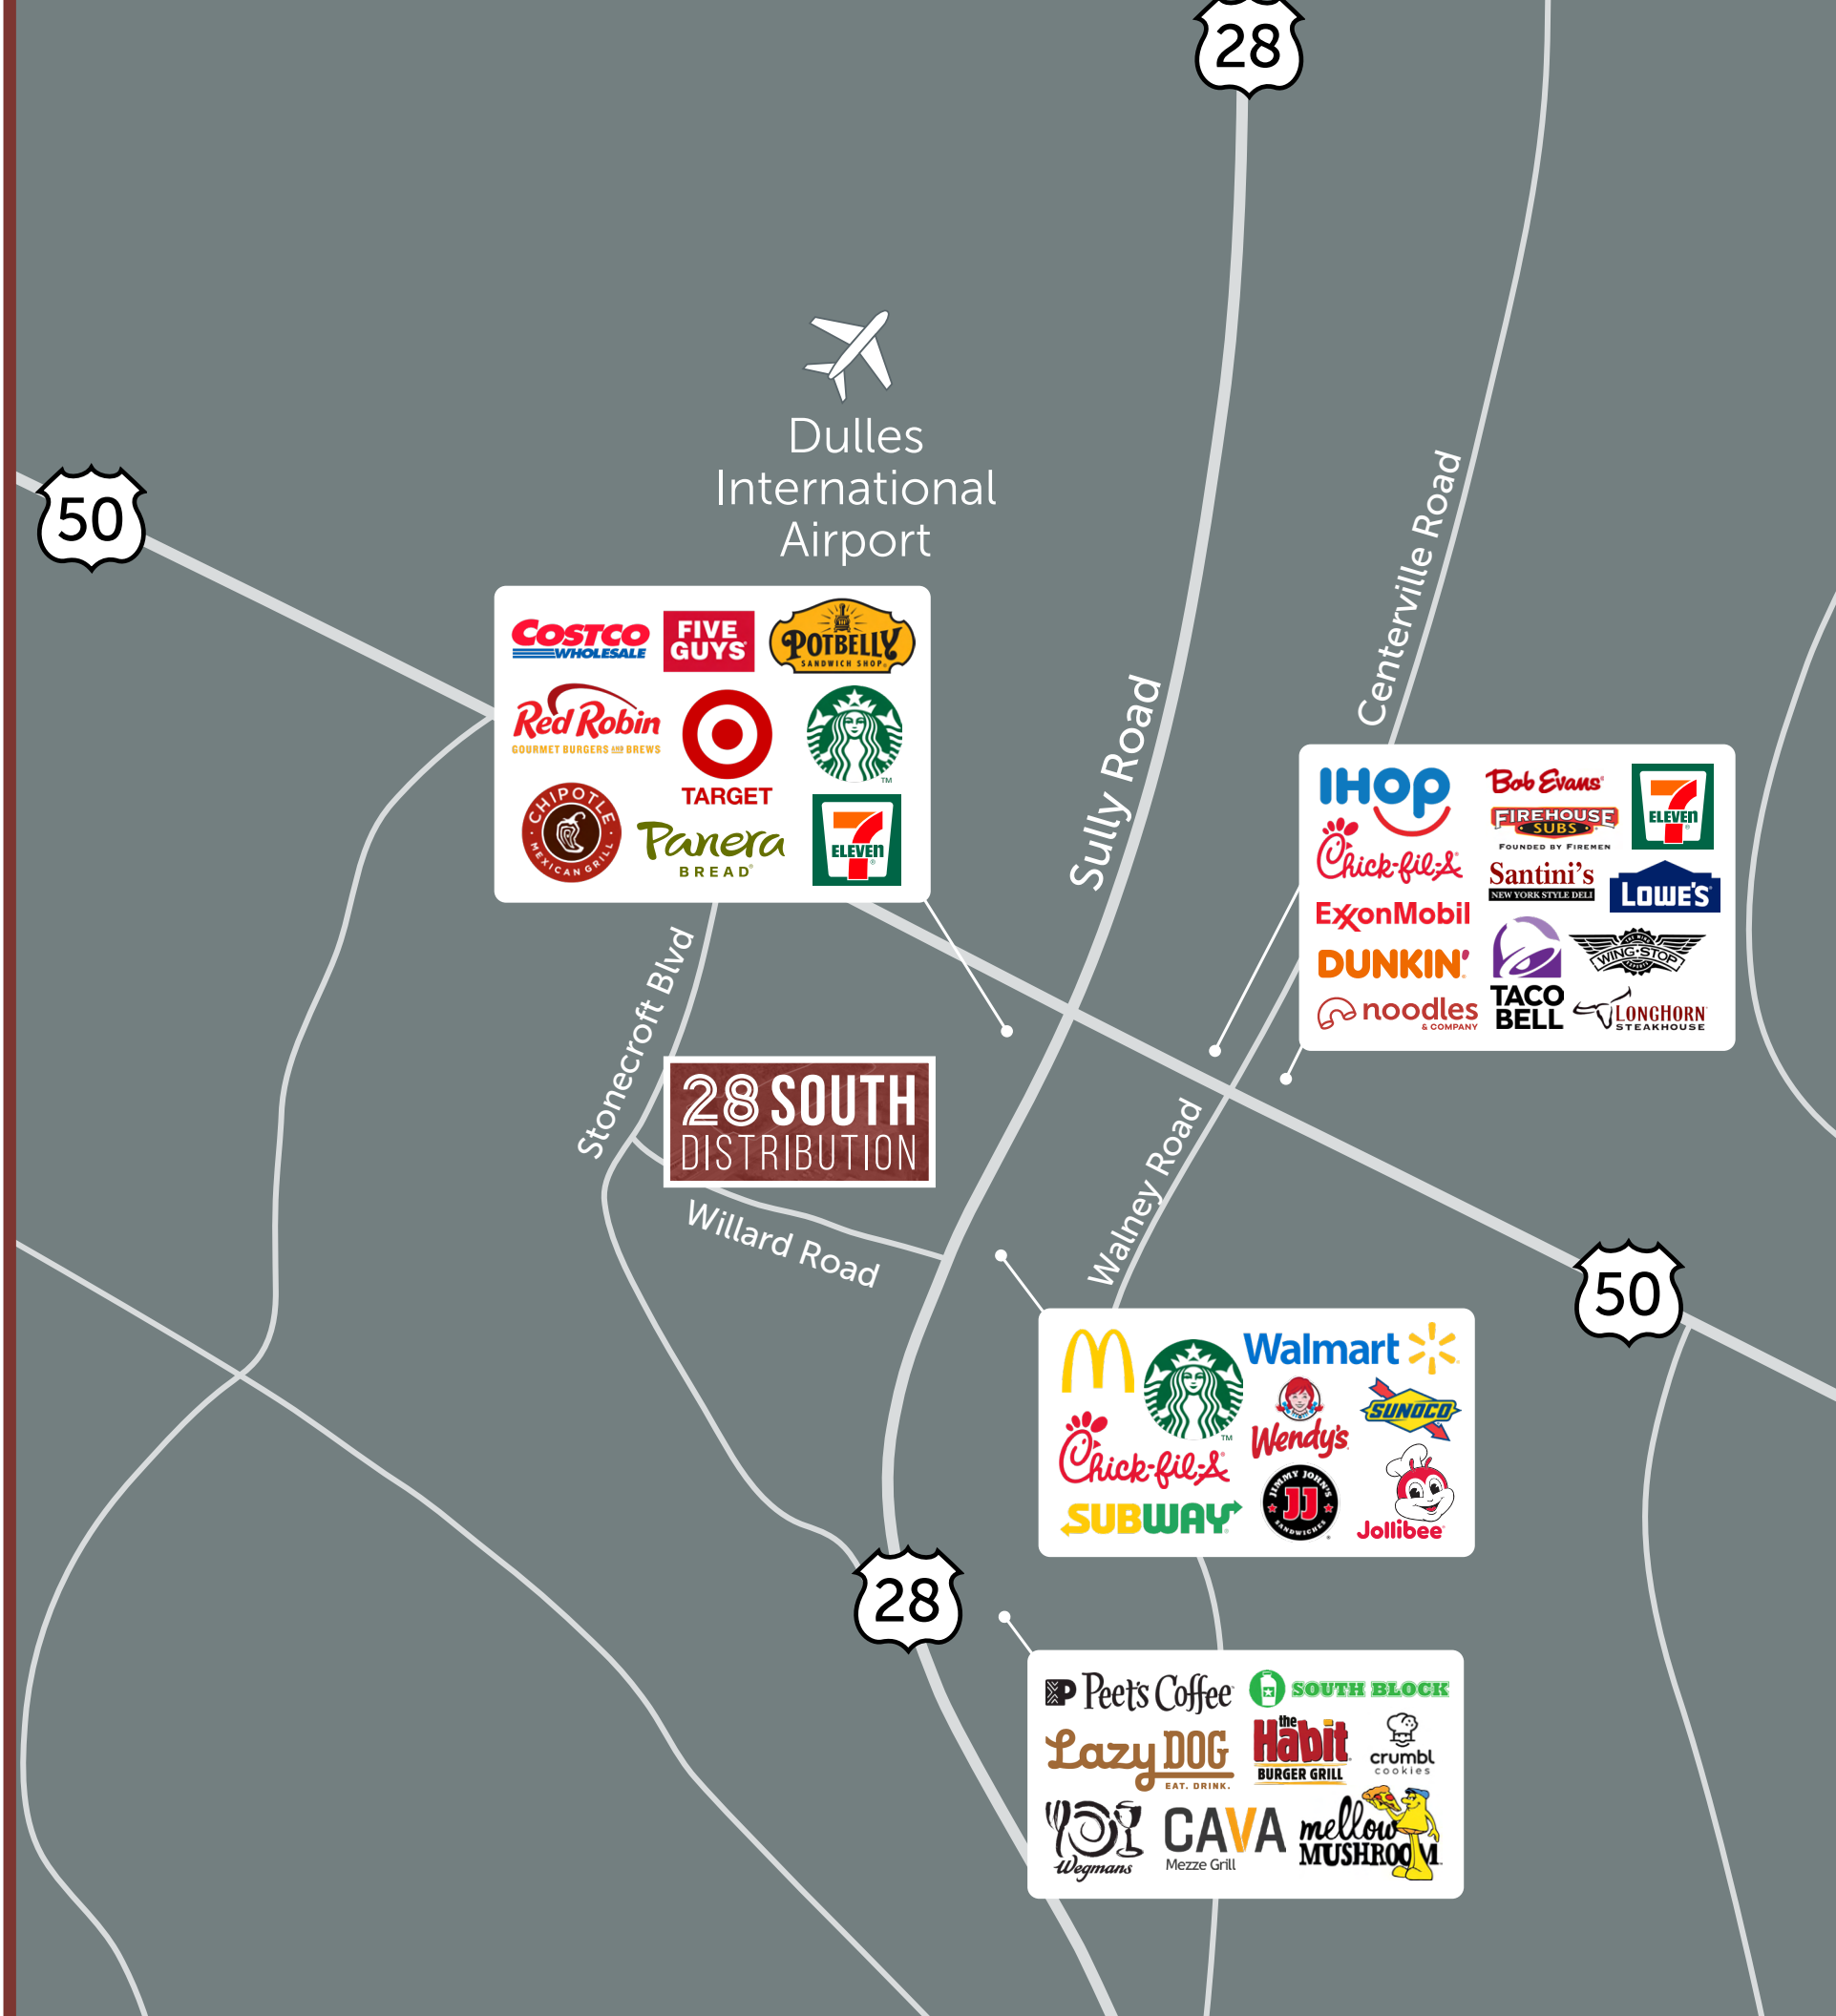 28
Dulles
International
Airport
50
Centerville Road
Sully Road
COSTCO
WHOLESALE
FIVE
GUYS
POTBELLY
SANDWICH SHOP
Red Robin
GOURMET BURGERS AND BREWS
TARGET
TM
CHIPOTLE
MEXICAN GRILL
Panera
BREAD
7
ELEVEN
IHOP
Bob Evans
FIREHOUSE
SUBS
FOUNDED BY FIREMEN
7
ELEVEN
Chick-fil-A
Santini's
NEW YORK STYLE DELI
LOWE'S
ExxonMobil
DUNKIN'
TACO
BELL
WING·STOP
noodles
& COMPANY
LONGHORN
STEAKHOUSE
Stonecroft Blvd
28 SOUTH
DISTRIBUTION
Willard Road
Walney Road
50
Walmart
TM
Wendy's
SUNOCO
Chick-fil-A
SUBWAY
JIMMY JOHN'S
JJ
SANDWICHES
Jollibee
28
P Peet's Coffee
SOUTH BLOCK
Lazy DOG
EAT. DRINK.
the
Habit
BURGER GRILL
crumbl
cookies
Wegmans
CAVA
Mezze Grill
mellow
MUSHROOM